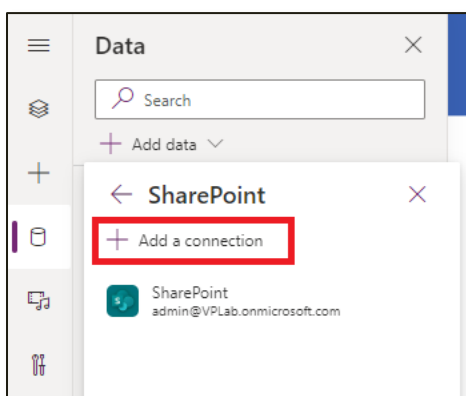 Data
Search
Add data
SharePoint
Add a connection
SharePoint
admin@VPLab.onmicrosoft.com